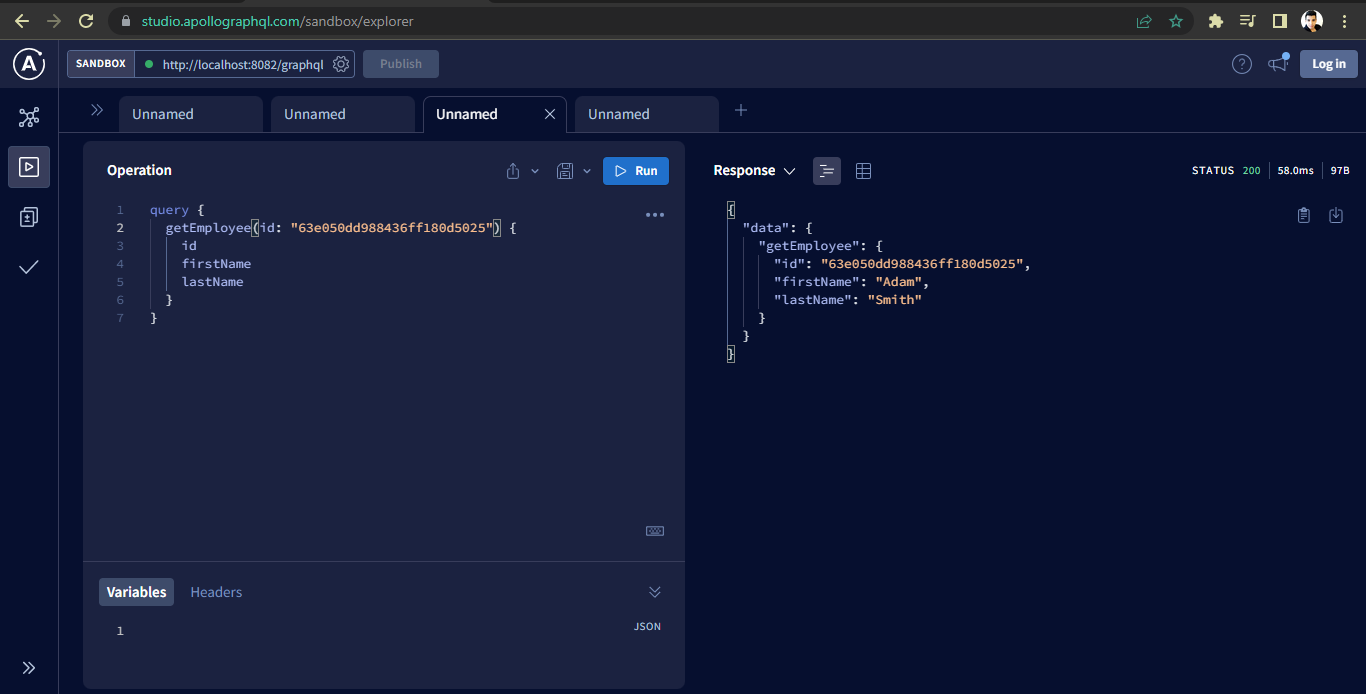 studio.apollographql.com/sandbox/explorer
A SANDBOX http://localhost:8082/graphql Publish ? Log in
Unnamed Unnamed Unnamed Unnamed
Operation Run
1 query {
2 getEmployee(id: "63e050dd988436ff180d5025") {
3 id
4 firstName
5 lastName
6 }
7 }
Variables Headers
1 JSON
Response STATUS 200 58.0ms 97B
{
"data": {
"getEmployee": {
"id": "63e050dd988436ff180d5025",
"firstName": "Adam",
"lastName": "Smith"
}
}
}